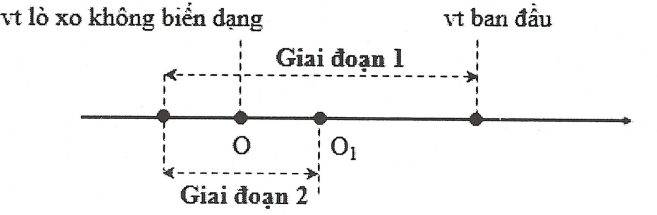 vt lò xo không biến dạng
vt ban đầu
Giai đoạn 1
O
O₁
Giai đoạn 2